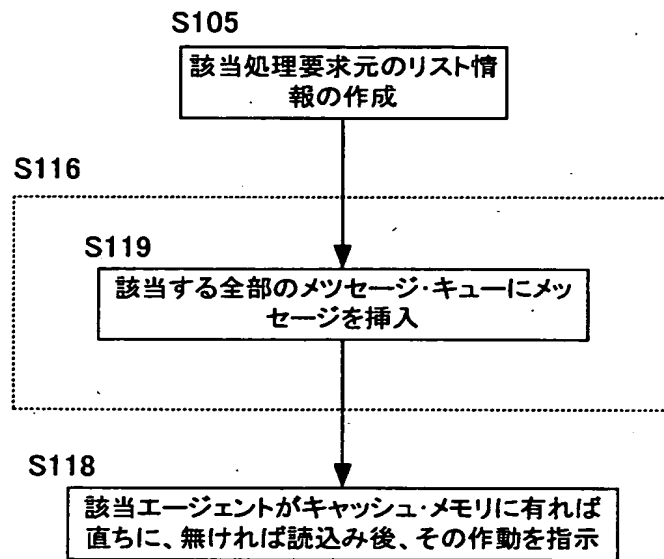 S105
該当処理要求元のリスト情
報の作成
S116
S119
該当する全部のメツセージ・キューにメッ
セージを挿入
S118
該当エージェントがキャッシュ・メモリに有れば
直ちに、無ければ読込み後、その作動を指示